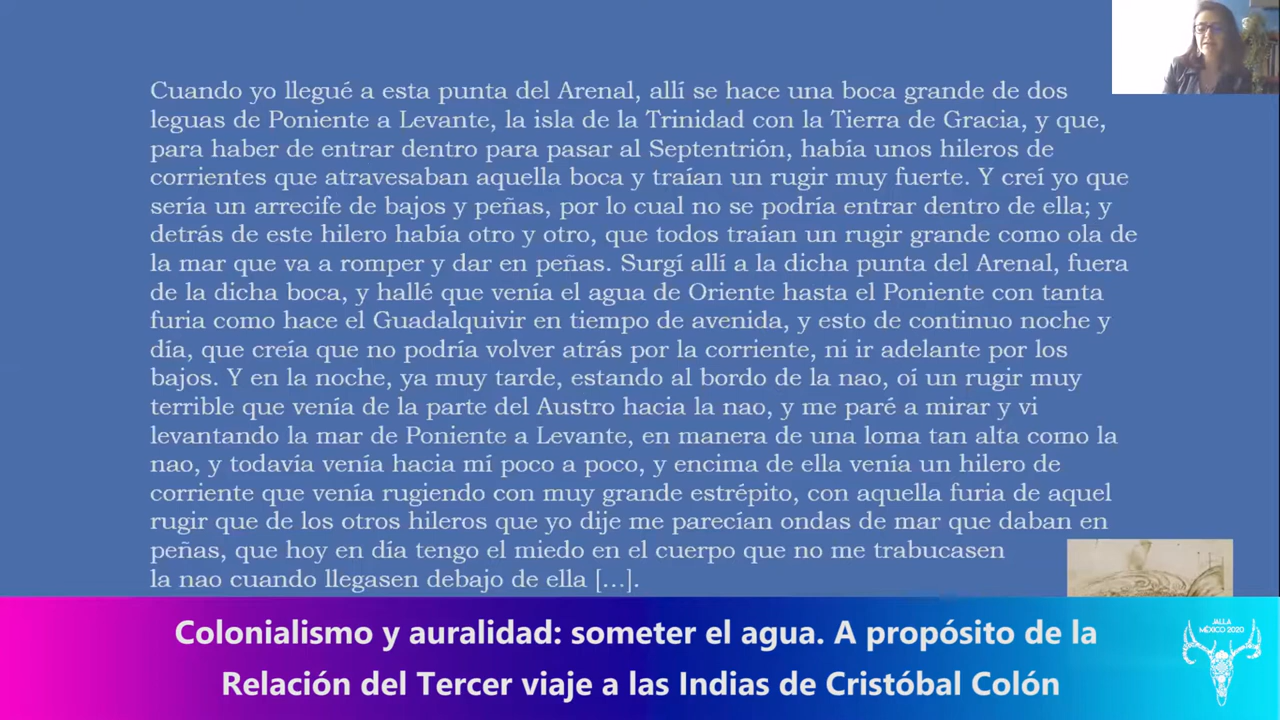 Cuando yo llegué a esta punta del Arenal, allí se hace una boca grande de dos
leguas de Poniente a Levante, la isla de la Trinidad con la Tierra de Gracia, y que,
para haber de entrar dentro para pasar al Septentrión, había unos hileros de
corrientes que atravesaban aquella boca y traían un rugir muy fuerte. Y creí yo que
sería un arrecife de bajos y peñas, por lo cual no se podría entrar dentro de ella; y
detrás de este hilero había otro y otro, que todos traían un rugir grande como ola de
la mar que va a romper y dar en peñas. Surgí allí a la dicha punta del Arenal, fuera
de la dicha boca, y hallé que venía el agua de Oriente hasta el Poniente con tanta
furia como hace el Guadalquivir en tiempo de avenida, y esto de continuo noche y
día, que creía que no podría volver atrás por la corriente, ni ir adelante por los
bajos. Y en la noche, ya muy tarde, estando al bordo de la nao, oí un rugir muy
terrible que venía de la parte del Austro hacia la nao, y me paré a mirar y vi
levantando la mar de Poniente a Levante, en manera de una loma tan alta como la
nao, y todavía venía hacia mí poco a poco, y encima de ella venía un hilero de
corriente que venía rugiendo con muy grande estrépito, con aquella furia de aquel
rugir que de los otros hileros que yo dije me parecían ondas de mar que daban en
peñas, que hoy en día tengo el miedo en el cuerpo que no me trabucasen
la nao cuando llegasen debajo de ella [...].
Colonialismo y auralidad: someter el agua. A propósito de la
Relación del Tercer viaje a las Indias de Cristóbal Colón
JALLA
MÉXICO 2020